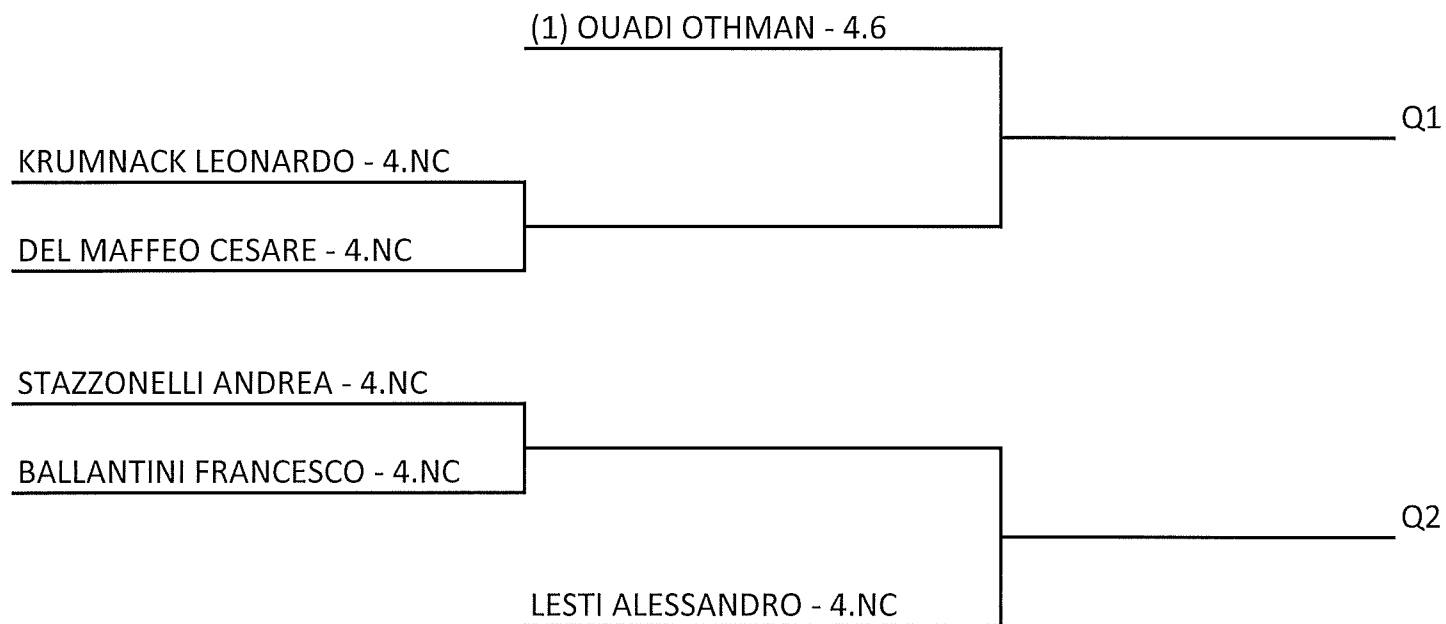 (1) OUADI OTHMAN - 4.6
Q1
KRUMNACK LEONARDO - 4.NC
DEL MAFFEO CESARE - 4.NC
STAZZONELLI ANDREA - 4.NC
BALLANTINI FRANCESCO - 4.NC
Q2
LESTI ALESSANDRO - 4.NC